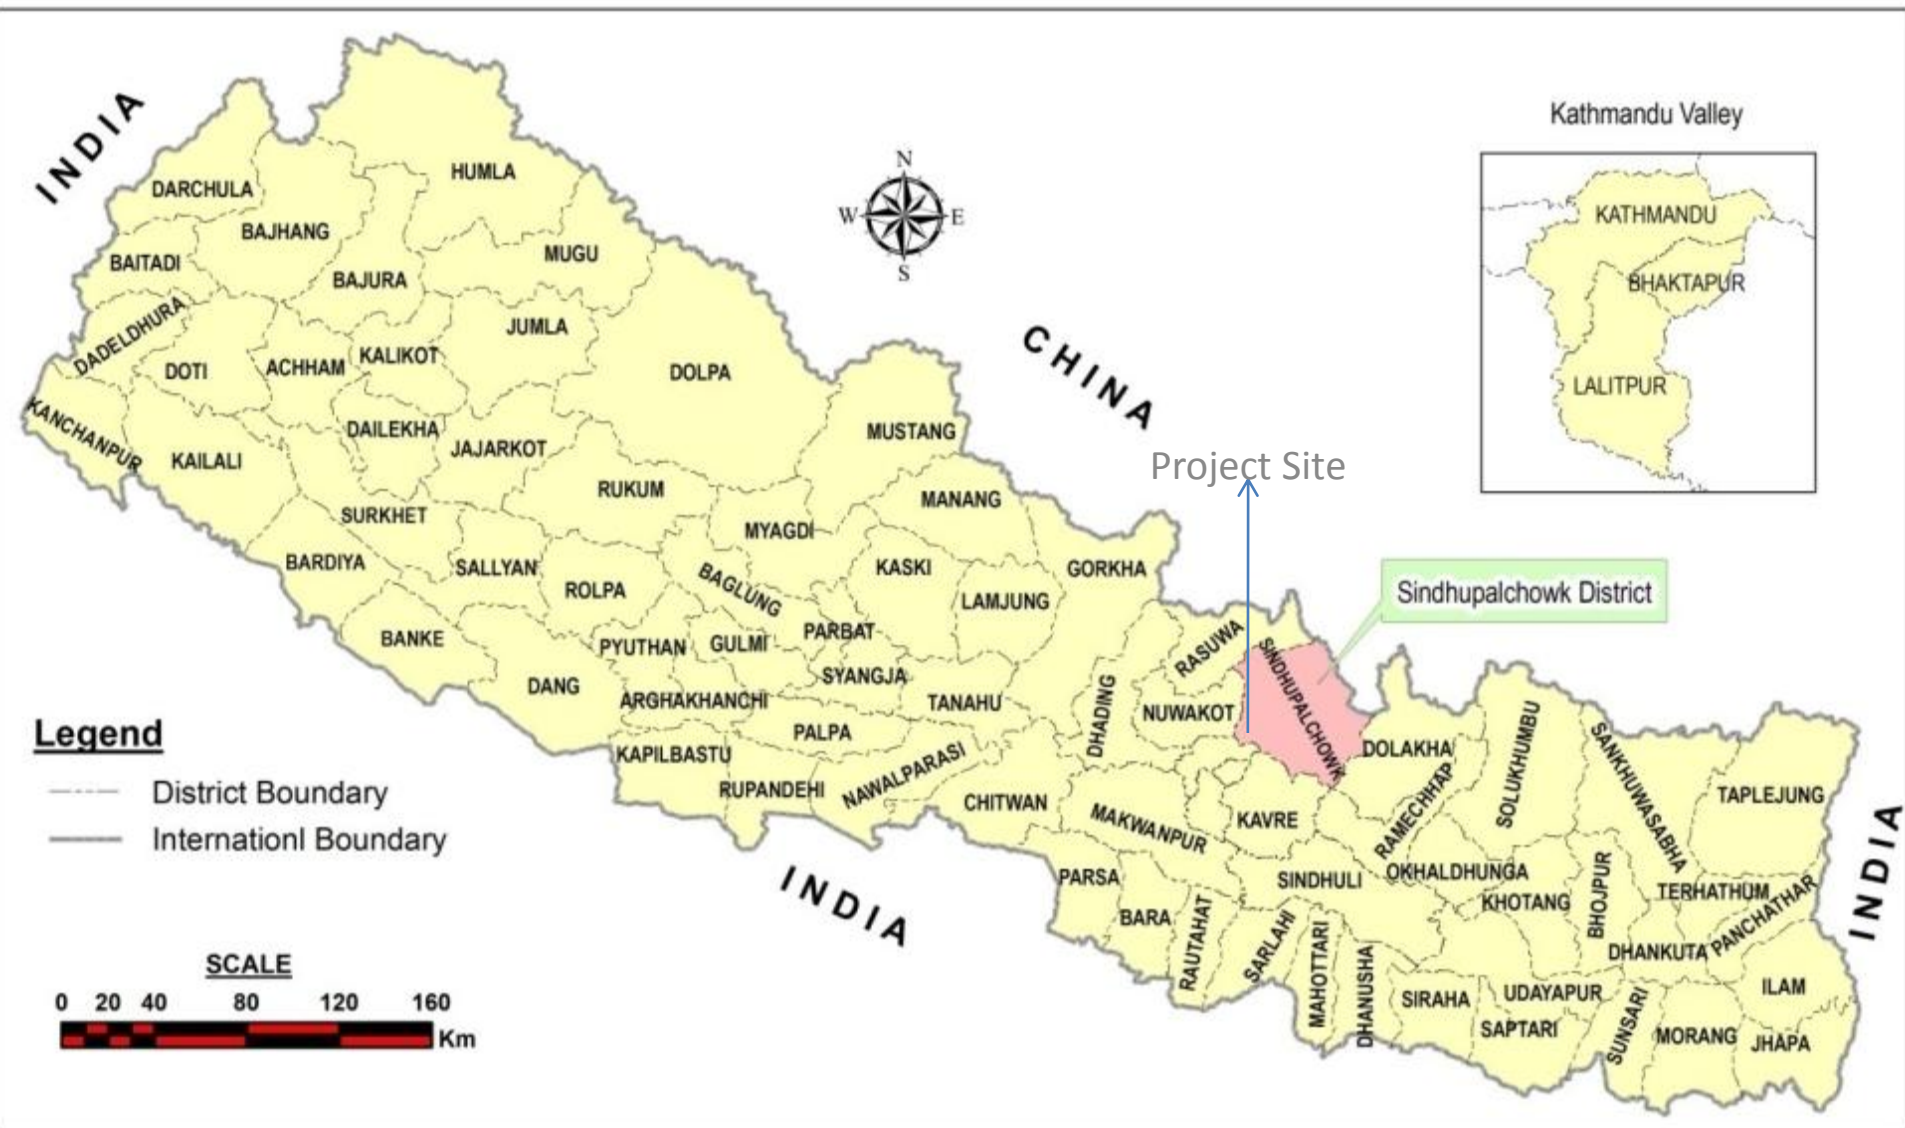 INDIA
Kathmandu Valley
KATHMANDU
BHAKTAPUR
LALITPUR
N
W
E
S
HUMLA
DARCHULA
BAJHANG
MUGU
BAITADI
BAJURA
DADELDHURA
JUMLA
CHINA
KALIKOT
ACHHAM
DOTI
DOLPA
KANCHANPUR
DAILEKHA
JAJARKOT
MUSTANG
KAILALI
Project Site
RUKUM
MANANG
SURKHET
MYAGDI
BARDIYA
SALLYAN
ROLPA
BAGLUNG
KASKI
GORKHA
LAMJUNG
Sindhupalchowk District
BANKE
PYUTHAN
GULMI
PARBAT
RASUWA
SINDHUPALCHOWK
SYANGJA
DANG
ARGHAKHANCHI
TANAHU
DHADING
NUWAKOT
PALPA
KAPILBASTU
DOLAKHA
SOLUKHUMBU
SANKHUWASABHA
RUPANDEHI
NAWALPARASI
CHITWAN
MAKWANPUR
KAVRE
RAMECHHAP
TAPLEJUNG
Legend
District Boundary
Internationl Boundary
INDIA
INDIA
PARSA
SINDHULI
OKHALDHUNGA
KHOTANG
BHOJPUR
TERHATHUM
PANCHATHAR
BARA
RAUTAHAT
SARLAHI
MAHOTTARI
DHANUSHA
DHANKUTA
SIRAHA
UDAYAPUR
SAPTARI
SUNSARI
MORANG
ILAM
JHAPA
SCALE
0 20 40 80 120 160
Km